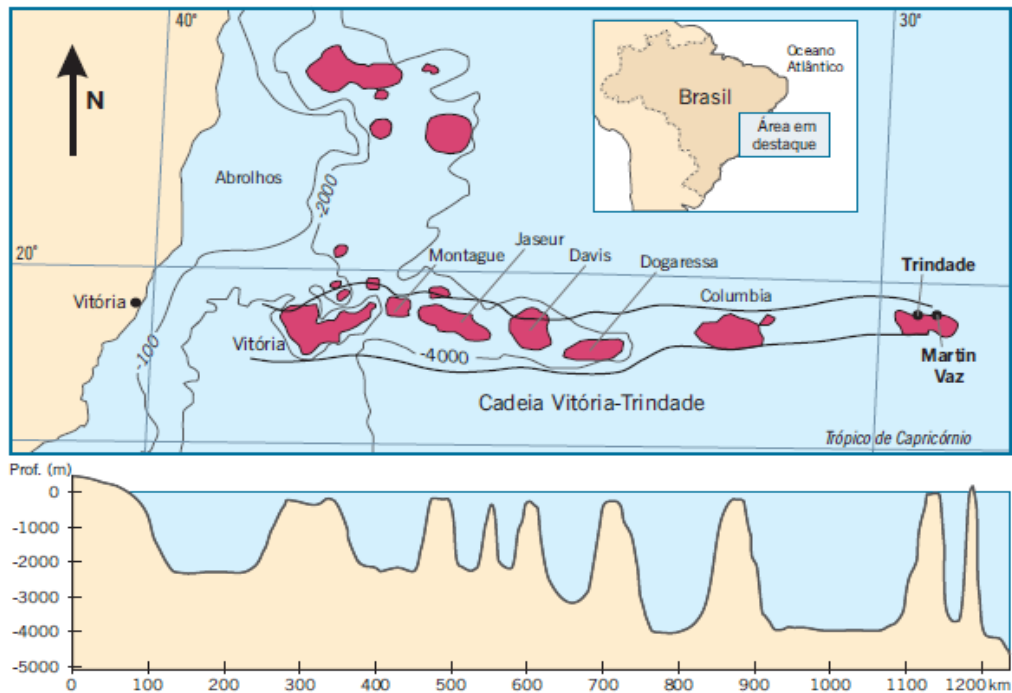 40°
30°
N
Oceano
Atlântico
Brasil
Área em
destaque
Abrolhos
-2000
20°
Jaseur
Montague
Davis
Dogaressa
Trindade
Vitória
Columbia
Vitória
-100
-4000
Martin
Vaz
Cadeia Vitória-Trindade
Trópico de Capricórnio
Prof. (m)
0
-1000
-2000
-3000
-4000
-5000
0 100 200 300 400 500 600 700 800 900 1000 1100 1200 km